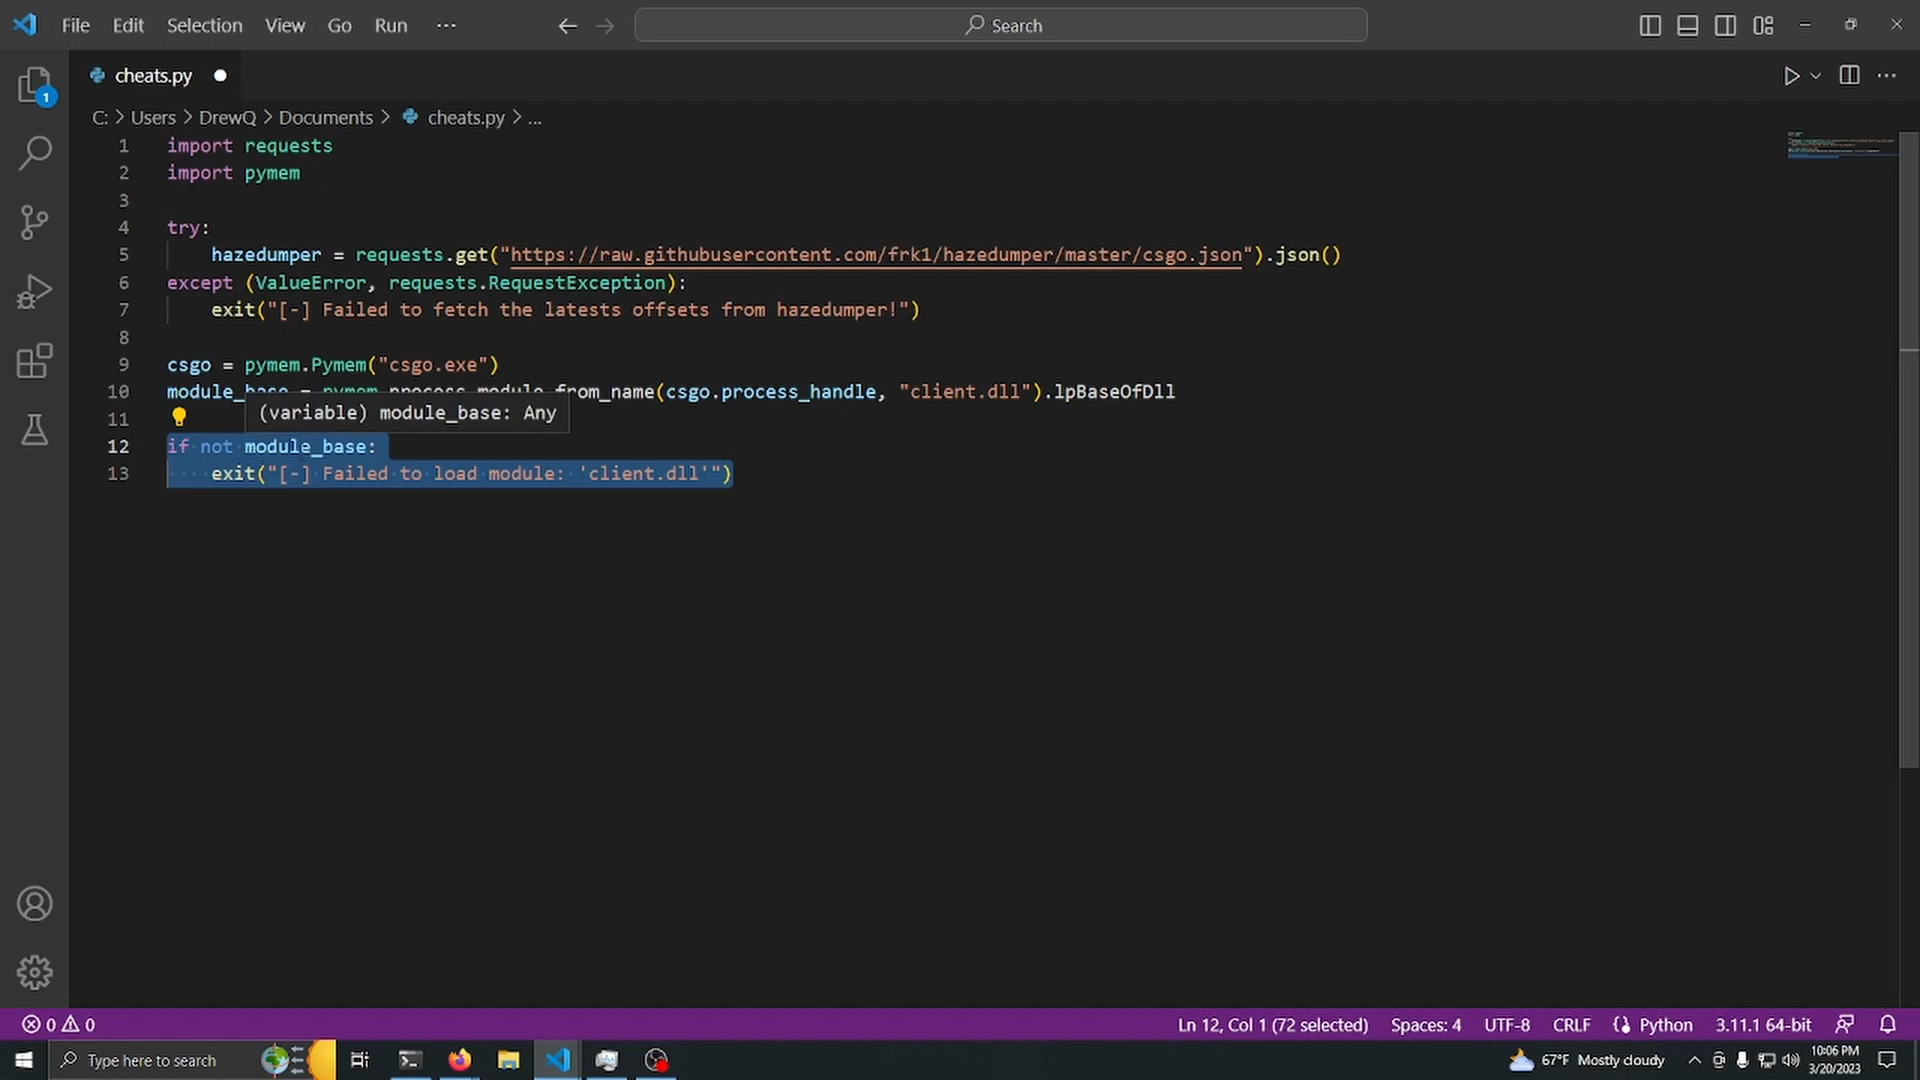 File Edit Selection View Go Run ··· Search
cheats.py
C: > Users > DrewQ > Documents > cheats.py > ...
1 import requests
2 import pymem
3
4 try:
5 hazedumper = requests.get("https://raw.githubusercontent.com/frk1/hazedumper/master/csgo.json").json()
6 except (ValueError, requests.RequestException):
7 exit("[-] Failed to fetch the latests offsets from hazedumper!")
8
9 csgo = pymem.Pymem("csgo.exe")
10 module_base = pymem.process.module_from_name(csgo.process_handle, "client.dll").lpBaseOfDll
11
(variable) module_base: Any
12 if not module_base:
13 exit("[-] Failed to load module: 'client.dll'")
1
0 0 Ln 12, Col 1 (72 selected) Spaces: 4 UTF-8 CRLF Python 3.11.1 64-bit
Type here to search 67°F Mostly cloudy 10:06 PM
3/20/2023